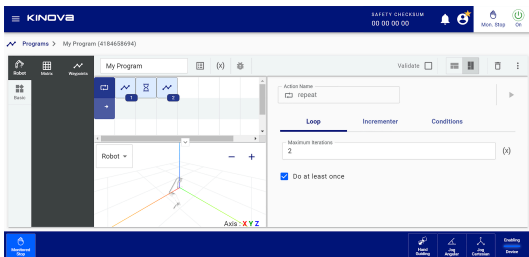 KINOVA
SAFETY CHECKSUM
00 00 00 00
Mon. Stop
On
Programs > My Program (4184658694)
Robot
Matrix
Waypoints
My Program
(x)
Validate
Basic
1
2
Action Name
repeat
Loop
Incrementer
Conditions
Maximum Iterations
2
(x)
Do at least once
Robot
Axis : X Y Z
Monitored Stop
Hand Guiding
Jog Angular
Jog Cartesian
Enabling Device